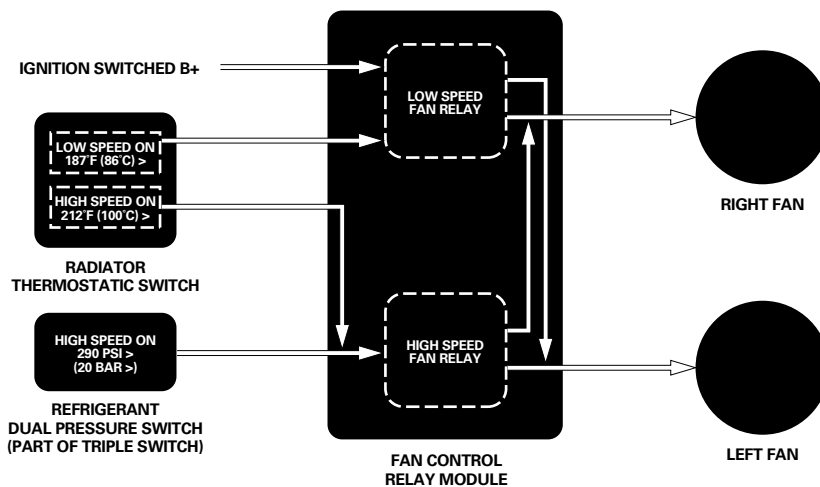 IGNITION SWITCHED B+
LOW SPEED
FAN RELAY
LOW SPEED ON
187°F (86°C) >
HIGH SPEED ON
212°F (100°C) >
RIGHT FAN
RADIATOR
THERMOSTATIC SWITCH
HIGH SPEED ON
290 PSI >
(20 BAR >)
HIGH SPEED
FAN RELAY
REFRIGERANT
DUAL PRESSURE SWITCH
(PART OF TRIPLE SWITCH)
LEFT FAN
FAN CONTROL
RELAY MODULE